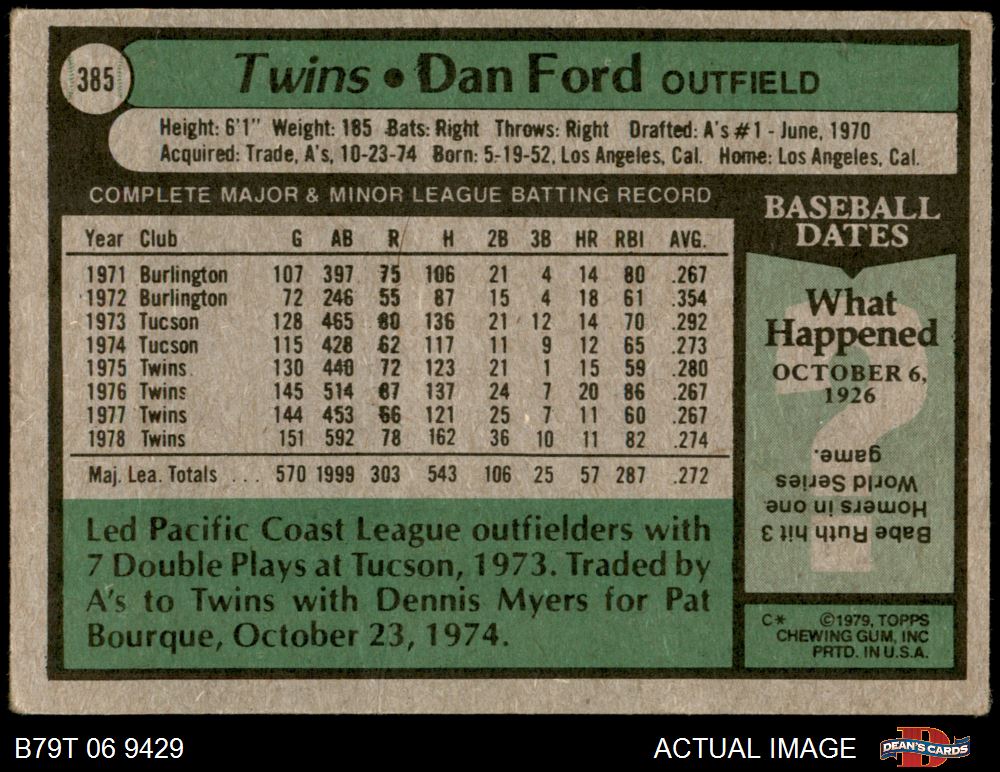 385
Twins • Dan Ford OUTFIELD
Height: 6'1" Weight: 185 Bats: Right Throws: Right Drafted: A's #1 - June, 1970
Acquired: Trade, A's, 10-23-74 Born: 5-19-52, Los Angeles, Cal. Home: Los Angeles, Cal.
COMPLETE MAJOR & MINOR LEAGUE BATTING RECORD
Year Club G AB R H 2B 3B HR RBI AVG.
1971 Burlington 107 397 75 106 21 4 14 80 .267
1972 Burlington 72 246 55 87 15 4 18 61 .354
1973 Tucson 128 465 80 136 21 12 14 70 .292
1974 Tucson 115 428 62 117 11 9 12 65 .273
1975 Twins 130 440 72 123 21 1 15 59 .280
1976 Twins 145 514 87 137 24 7 20 86 .267
1977 Twins 144 453 66 121 25 7 11 60 .267
1978 Twins 151 592 78 162 36 10 11 82 .274
Maj. Lea. Totals ... 570 1999 303 543 106 25 57 287 .272
Led Pacific Coast League outfielders with
7 Double Plays at Tucson, 1973. Traded by
A's to Twins with Dennis Myers for Pat
Bourque, October 23, 1974.
BASEBALL
DATES
What
Happened
OCTOBER 6,
1926
?
Babe Ruth hit 3
Homers in one
World Series
game.
C* ©1979, TOPPS
CHEWING GUM, INC
PRTD. IN U.S.A.
B79T 06 9429
ACTUAL IMAGE
D
DEAN'S CARDS